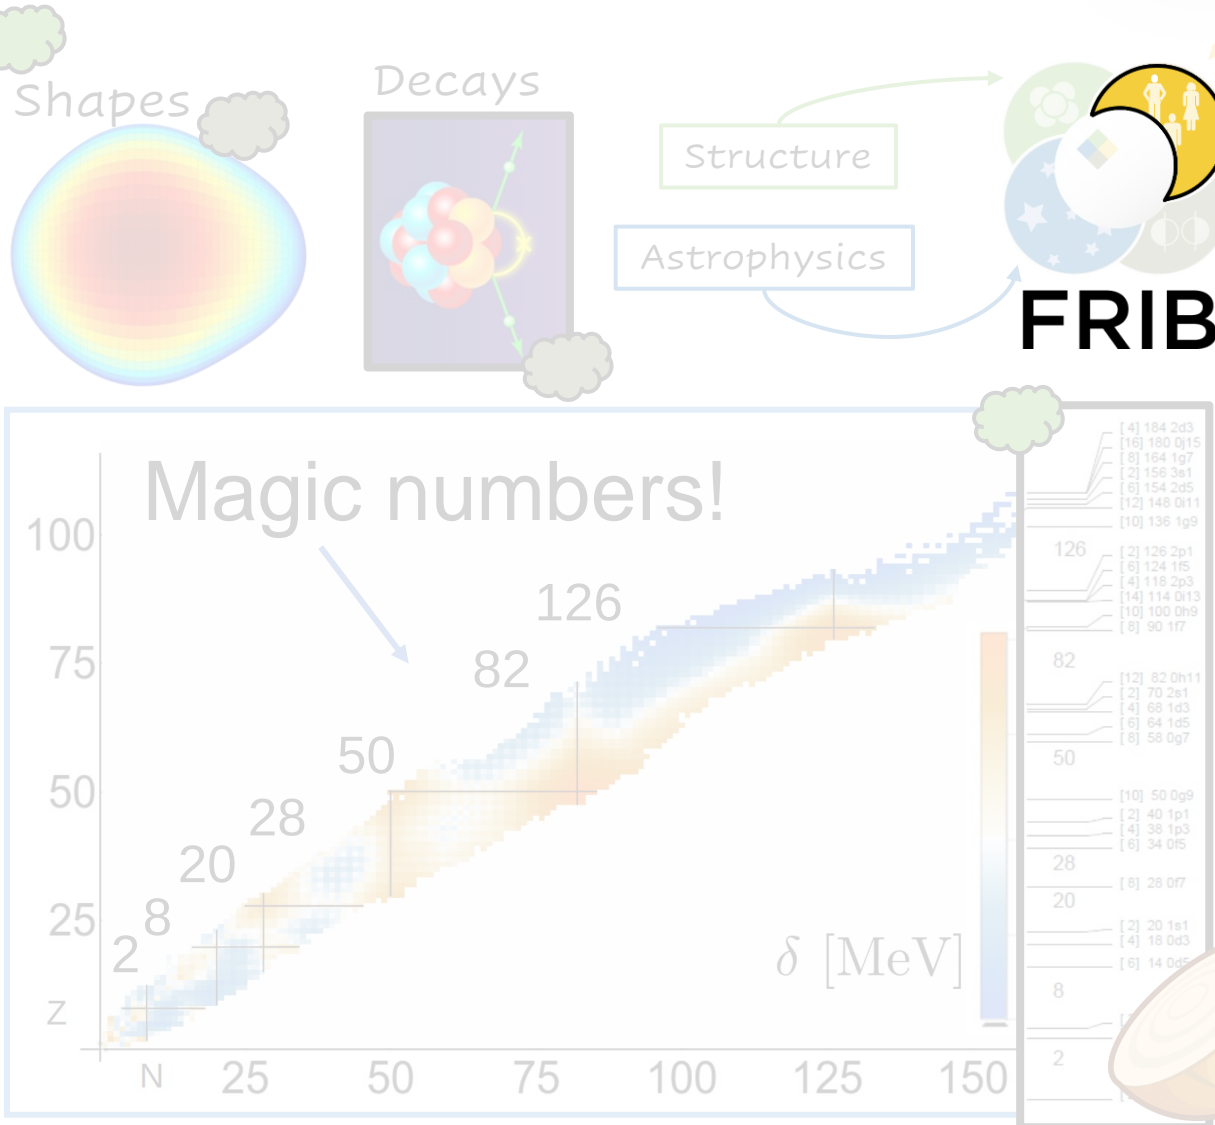 Shapes
Decays
Structure
Astrophysics
FRIB
Magic numbers!
100
75
50
25
Z
N
25
50
75
100
125
150
2
8
20
28
50
82
126
δ [MeV]
[ 4] 184 2d3
[16] 180 0j15
[ 8] 164 1g7
[ 2] 156 3s1
[ 6] 154 2d5
[12] 148 0i11
[10] 136 1g9
126
[ 2] 126 2p1
[ 6] 124 1f5
[ 4] 118 2p3
[14] 114 0i13
[10] 100 0h9
[ 8] 90 1f7
82
[12] 82 0h11
[ 2] 70 2s1
[ 4] 68 1d3
[ 6] 64 1d5
[ 8] 58 0g7
50
[10] 50 0g9
[ 2] 40 1p1
[ 4] 38 1p3
[ 6] 34 0f5
28
[ 8] 28 0f7
20
[ 2] 20 1s1
[ 4] 18 0d3
[ 6] 14 0d5
8
2